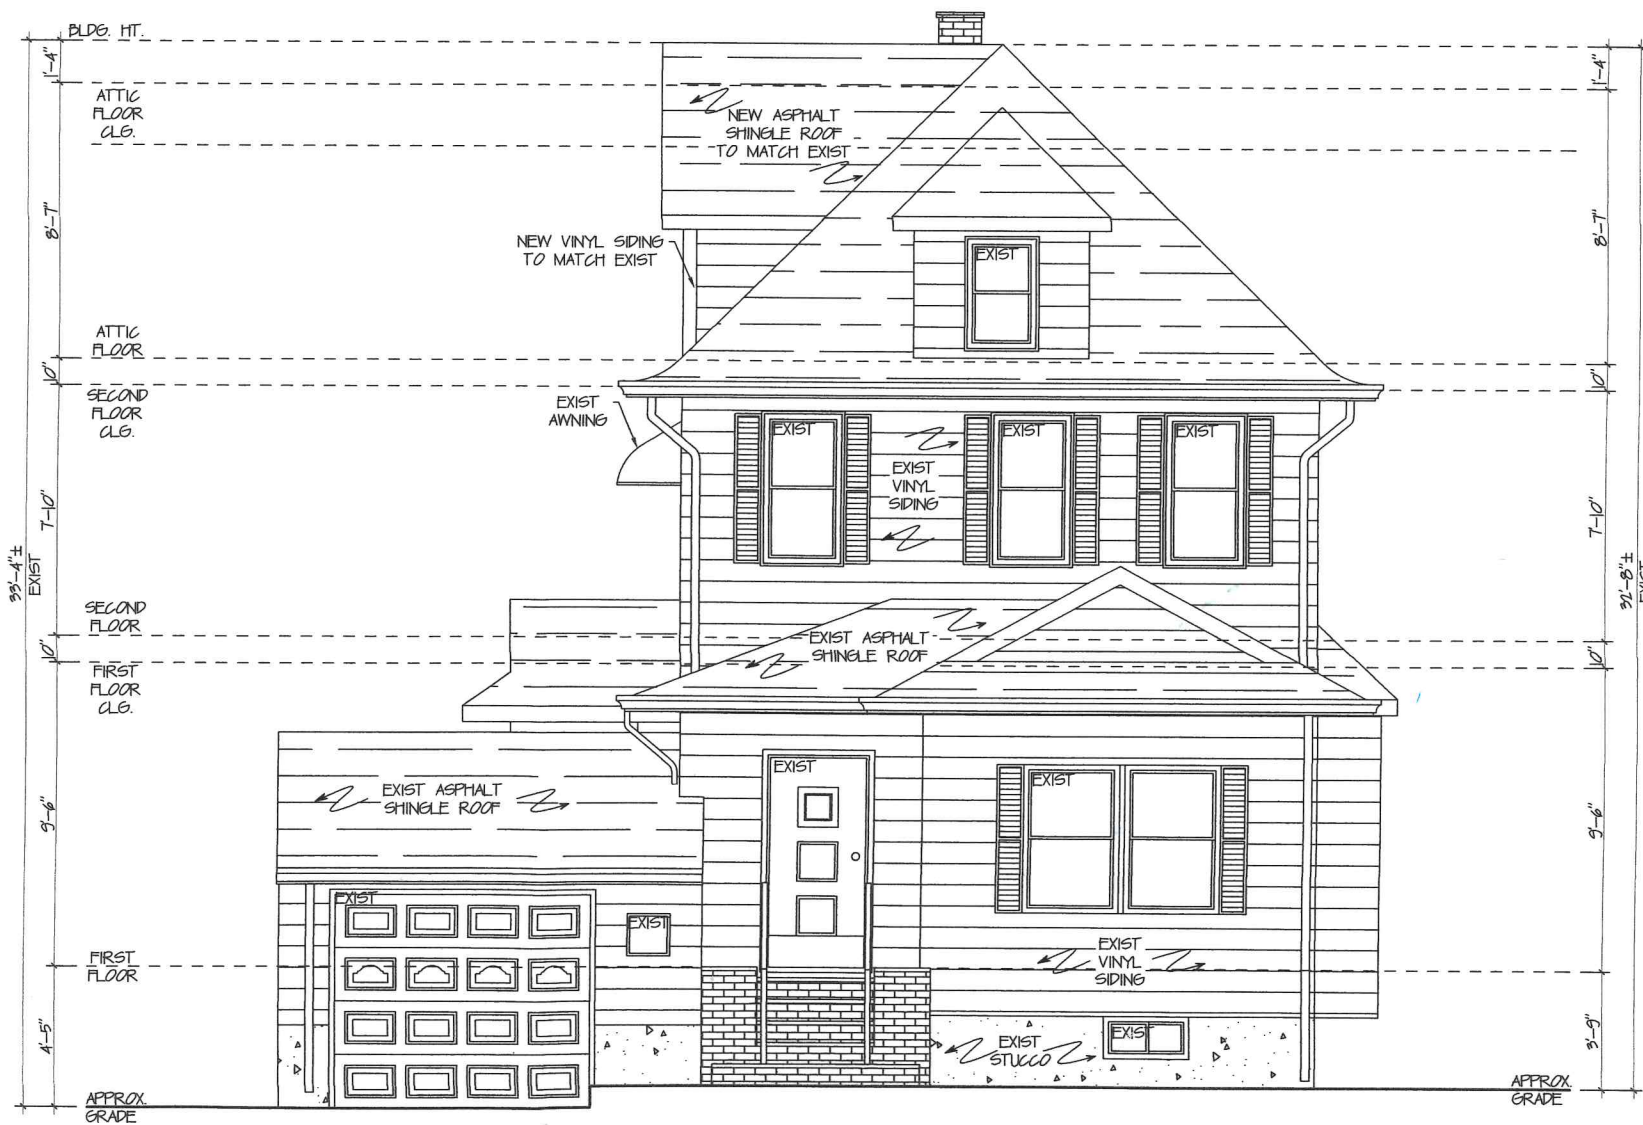 BLDG. HT.
1'-4"
1'-4"
ATTIC
FLOOR
CLG.
NEW ASPHALT
SHINGLE ROOF
TO MATCH EXIST
8'-7"
8'-7"
NEW VINYL SIDING
TO MATCH EXIST
EXIST
ATTIC
FLOOR
10"
10"
SECOND
FLOOR
CLG.
EXIST
AWNING
EXIST
EXIST
EXIST
EXIST
VINYL
SIDING
7'-10"
7'-10"
33'-4"±
EXIST
32'-8"±
EXIST
SECOND
FLOOR
10"
10"
EXIST ASPHALT
SHINGLE ROOF
FIRST
FLOOR
CLG.
EXIST
EXIST
EXIST ASPHALT
SHINGLE ROOF
9'-6"
9'-6"
EXIST
EXIST
FIRST
FLOOR
EXIST
VINYL
SIDING
4'-5"
3'-9"
EXIST
STUCCO
EXIST
APPROX.
GRADE
APPROX.
GRADE